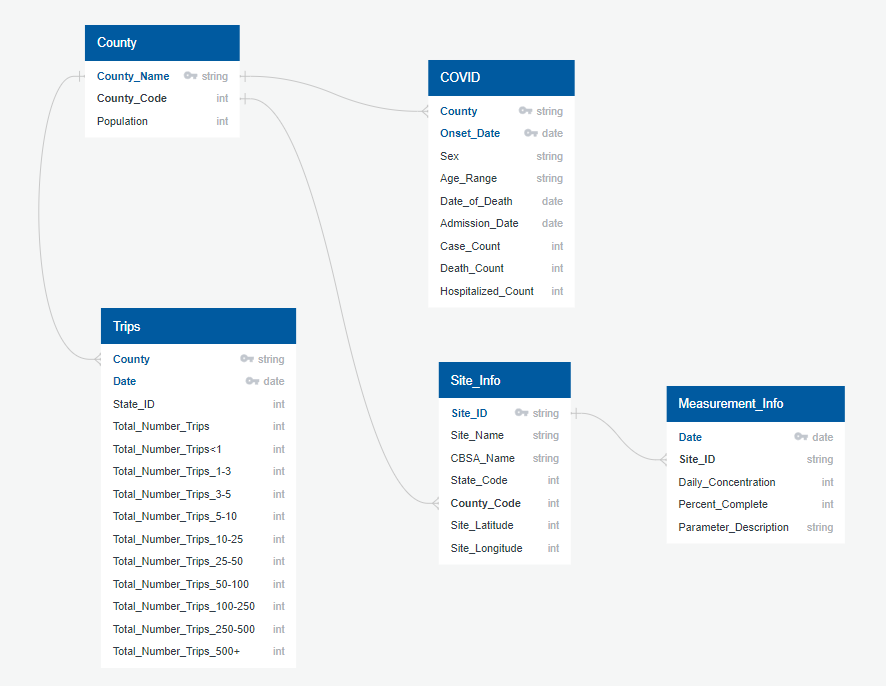 County
County_Name string
County_Code int
Population int
COVID
County string
Onset_Date date
Sex string
Age_Range string
Date_of_Death date
Admission_Date date
Case_Count int
Death_Count int
Hospitalized_Count int
Trips
County string
Date date
State_ID int
Total_Number_Trips int
Total_Number_Trips<1 int
Total_Number_Trips_1-3 int
Total_Number_Trips_3-5 int
Total_Number_Trips_5-10 int
Total_Number_Trips_10-25 int
Total_Number_Trips_25-50 int
Total_Number_Trips_50-100 int
Total_Number_Trips_100-250 int
Total_Number_Trips_250-500 int
Total_Number_Trips_500+ int
Site_Info
Site_ID string
Site_Name string
CBSA_Name string
State_Code int
County_Code int
Site_Latitude int
Site_Longitude int
Measurement_Info
Date date
Site_ID string
Daily_Concentration int
Percent_Complete int
Parameter_Description string